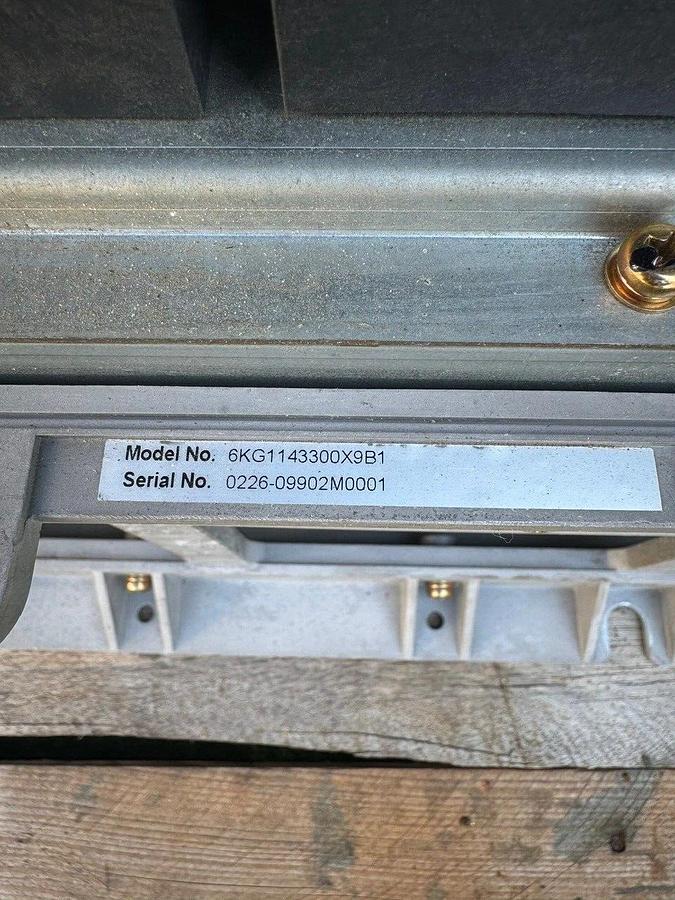 Model No. 6KG1143300X9B1
Serial No. 0226-09902M0001